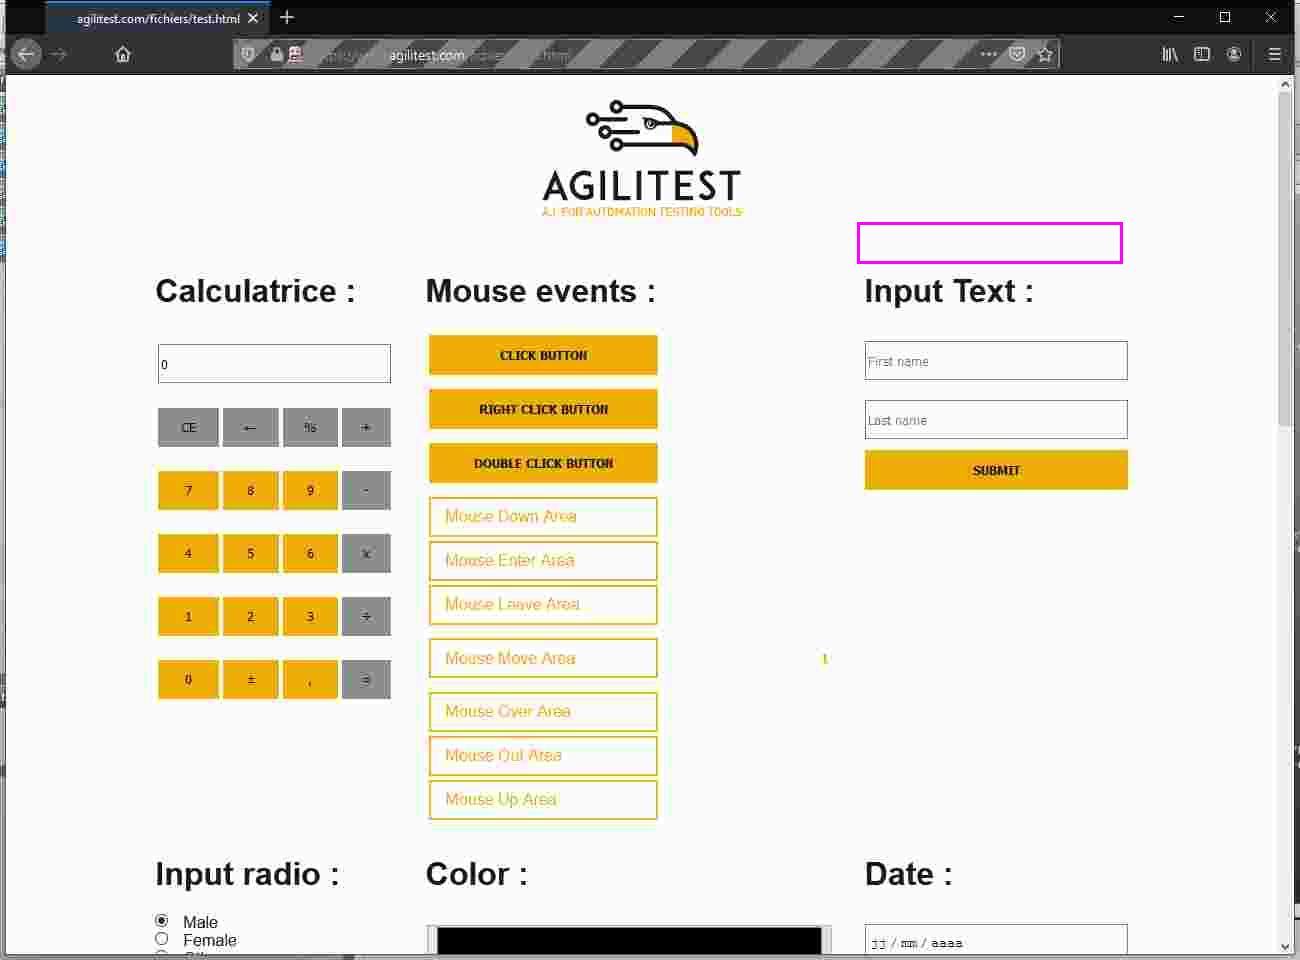 agilitest.com/fichiers/test.html
agilitest.com
AGILITEST
A.I. FOR AUTOMATION TESTING TOOLS
Calculatrice :
0
CE ← % +
7 8 9 -
4 5 6 x
1 2 3 ÷
0 ± , =
Mouse events :
CLICK BUTTON
RIGHT CLICK BUTTON
DOUBLE CLICK BUTTON
Mouse Down Area
Mouse Enter Area
Mouse Leave Area
Mouse Move Area
t
Mouse Over Area
Mouse Out Area
Mouse Up Area
Input Text :
First name
Last name
SUBMIT
Input radio :
Male
Female
Color :
Date :
jj / mm / aaaa